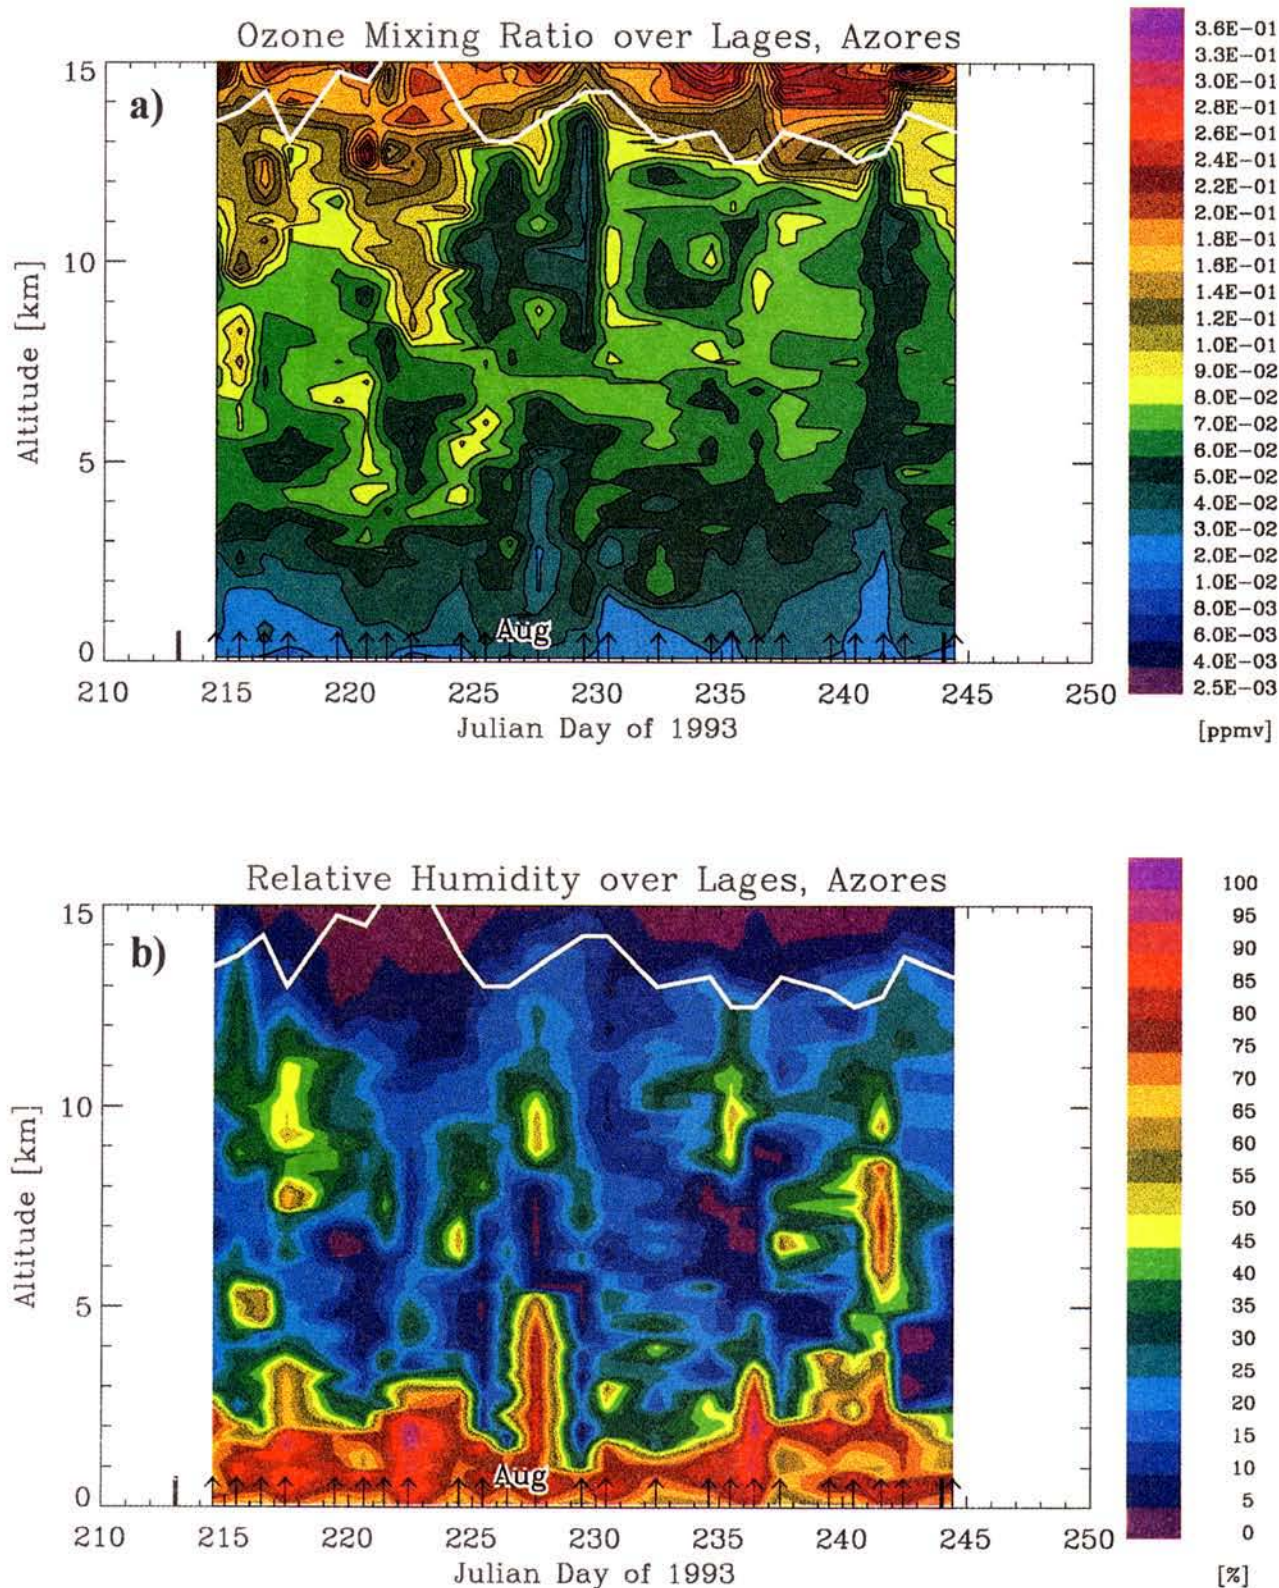 Ozone Mixing Ratio over Lages, Azores
a)
15
10
5
0
Altitude [km]
Aug
210 215 220 225 230 235 240 245 250
Julian Day of 1993
3.6E-01
3.3E-01
3.0E-01
2.8E-01
2.6E-01
2.4E-01
2.2E-01
2.0E-01
1.8E-01
1.6E-01
1.4E-01
1.2E-01
1.0E-01
9.0E-02
8.0E-02
7.0E-02
6.0E-02
5.0E-02
4.0E-02
3.0E-02
2.0E-02
1.0E-02
8.0E-03
6.0E-03
4.0E-03
2.5E-03
[ppmv]
Relative Humidity over Lages, Azores
b)
15
10
5
0
Altitude [km]
Aug
210 215 220 225 230 235 240 245 250
Julian Day of 1993
100
95
90
85
80
75
70
65
60
55
50
45
40
35
30
25
20
15
10
5
0
[%]